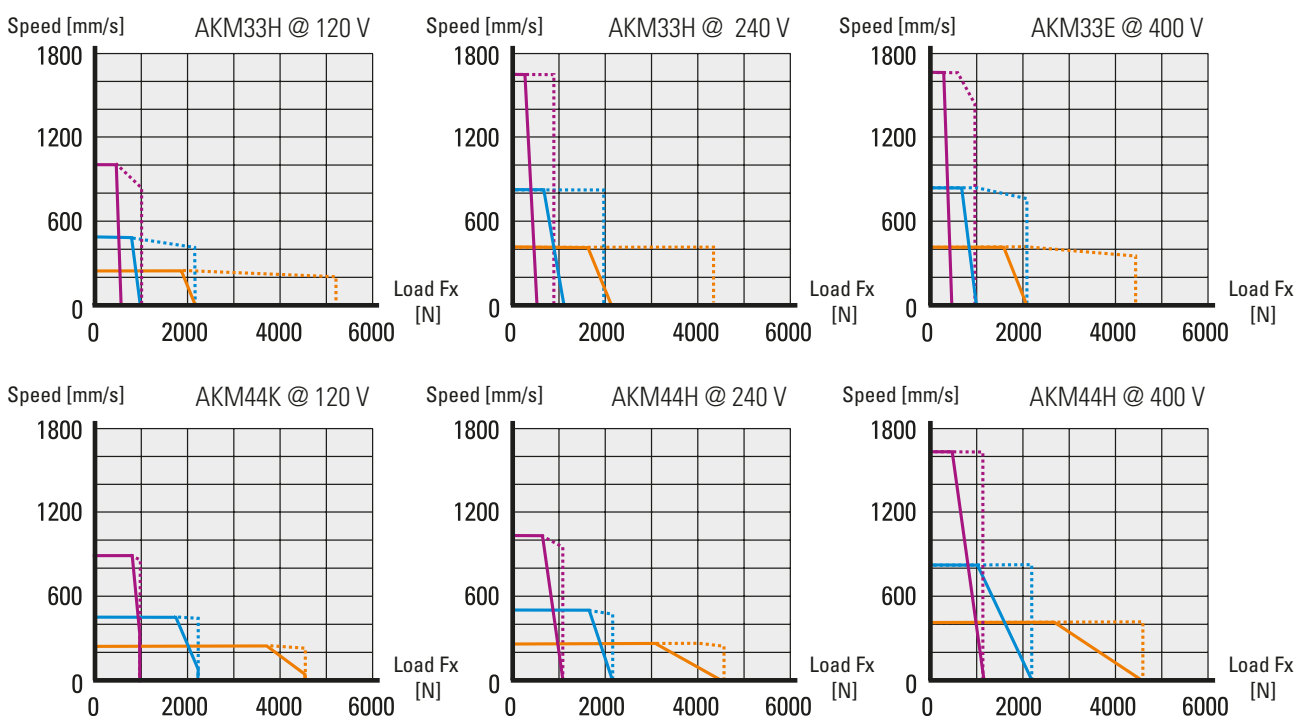 Speed [mm/s] AKM33H @ 120 V
1800
1200
600
0
Load Fx
[N]
0 2000 4000 6000
Speed [mm/s] AKM33H @ 240 V
1800
1200
600
0
Load Fx
[N]
0 2000 4000 6000
Speed [mm/s] AKM33E @ 400 V
1800
1200
600
0
Load Fx
[N]
0 2000 4000 6000
Speed [mm/s] AKM44K @ 120 V
1800
1200
600
0
Load Fx
[N]
0 2000 4000 6000
Speed [mm/s] AKM44H @ 240 V
1800
1200
600
0
Load Fx
[N]
0 2000 4000 6000
Speed [mm/s] AKM44H @ 400 V
1800
1200
600
0
Load Fx
[N]
0 2000 4000 6000